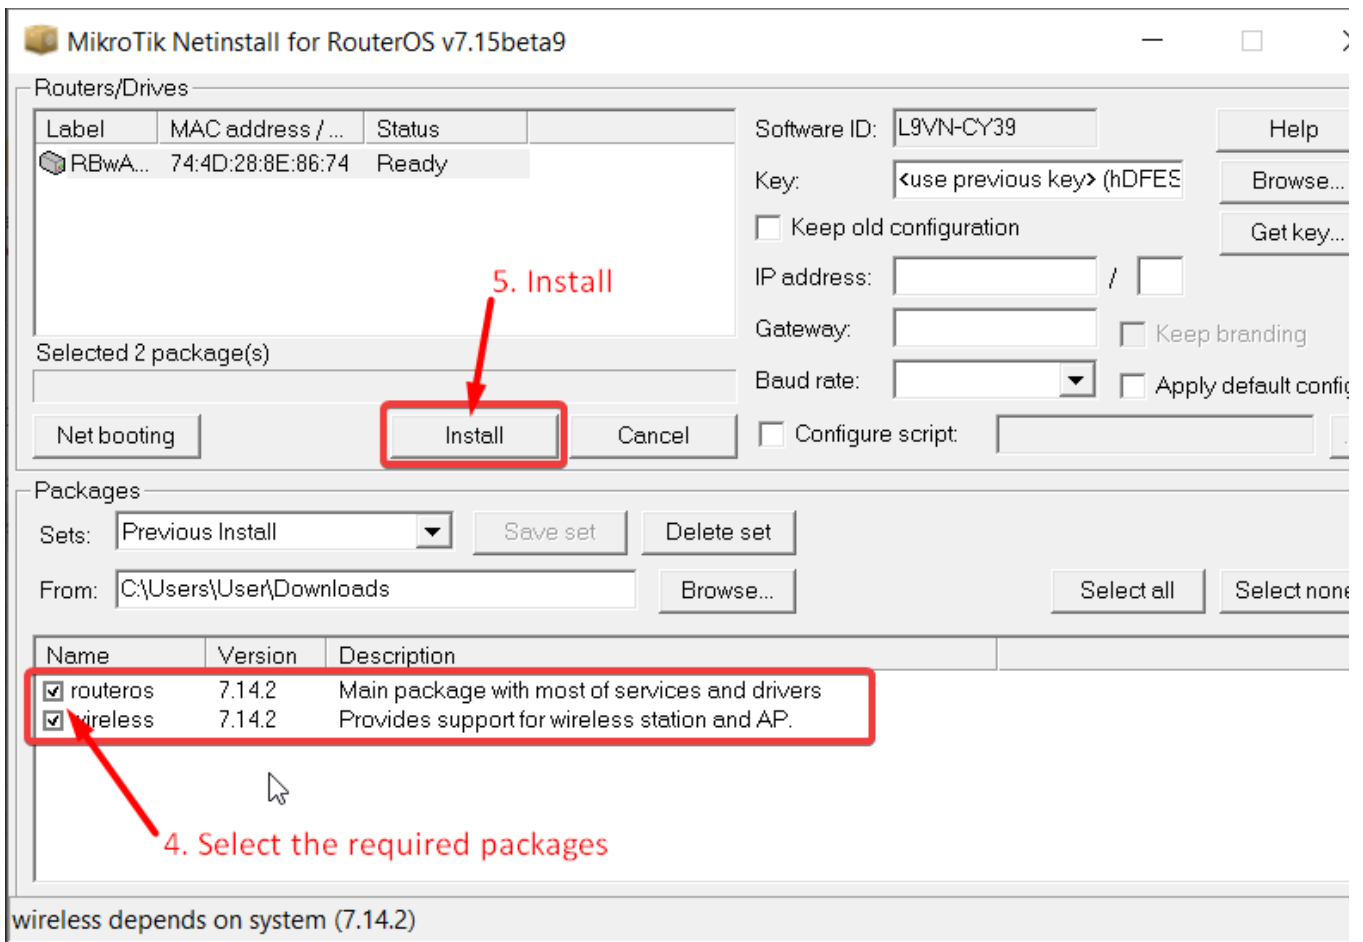 MikroTik Netinstall for RouterOS v7.15beta9
Routers/Drives
Label MAC address / ... Status
RBwA... 74:4D:28:8E:86:74 Ready
Software ID: L9VN-CY39 Help
Key: <use previous key> (hDFES Browse...
Keep old configuration Get key...
5. Install
IP address: /
Gateway: Keep branding
Selected 2 package(s)
Baud rate: Apply default config
Net booting Install Cancel Configure script:
Packages
Sets: Previous Install Save set Delete set
From: C:\Users\User\Downloads Browse... Select all Select none
Name Version Description
routeros 7.14.2 Main package with most of services and drivers
wireless 7.14.2 Provides support for wireless station and AP.
4. Select the required packages
wireless depends on system (7.14.2)